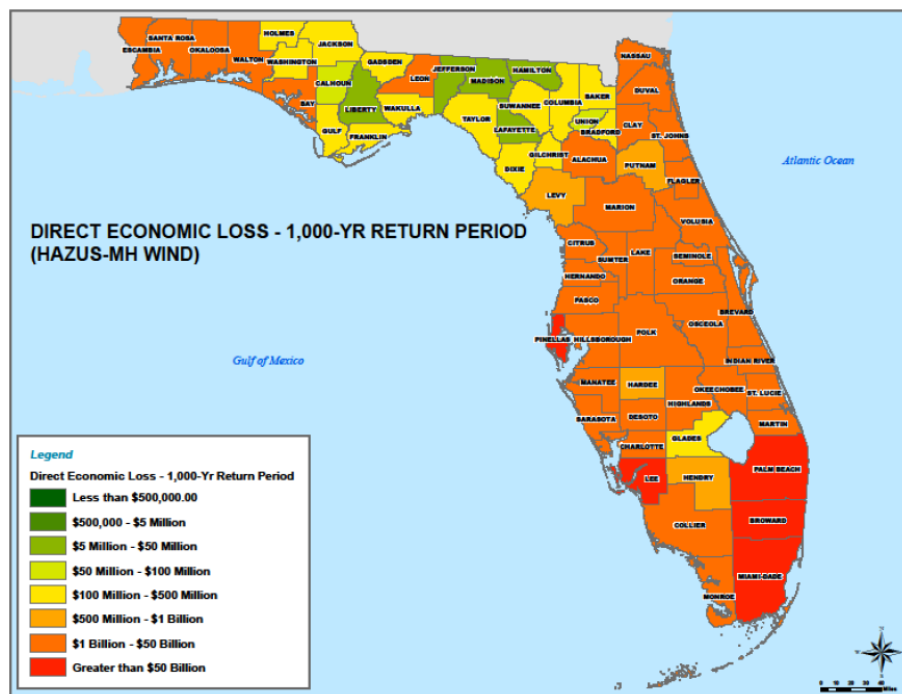 HOLMES
SANTA ROSA
JACKSON
ESCAMBIA
OKALOOSA
WALTON
WASHINGTON
GADSDEN
JEFFERSON
HAMILTON
NASSAU
CALHOUN
LEON
MADISON
BAKER
DUVAL
BAY
LIBERTY
WAKULLA
SUWANNEE
COLUMBIA
TAYLOR
UNION
CLAY
LAFAYETTE
BRADFORD
ST. JOHNS
GULF
FRANKLIN
GILCHRIST
ALACHUA
PUTNAM
Atlantic Ocean
DIXIE
FLAGLER
LEVY
MARION
DIRECT ECONOMIC LOSS - 1,000-YR RETURN PERIOD
(HAZUS-MH WIND)
VOLUSIA
CITRUS
LAKE
SEMINOLE
SUMTER
HERNANDO
ORANGE
PASCO
BREVARD
OSCEOLA
POLK
PINELLAS
HILLSBOROUGH
Gulf of Mexico
INDIAN RIVER
MANATEE
HARDEE
OKEECHOBEE
ST. LUCIE
HIGHLANDS
SARASOTA
DESOTO
MARTIN
CHARLOTTE
GLADES
PALM BEACH
LEE
HENDRY
BROWARD
COLLIER
MIAMI-DADE
MONROE
Legend
Direct Economic Loss - 1,000-Yr Return Period
Less than $500,000.00
$500,000 - $5 Million
$5 Million - $50 Million
$50 Million - $100 Million
$100 Million - $500 Million
$500 Million - $1 Billion
$1 Billion - $50 Billion
Greater than $50 Billion
0 10 20 30 40
Miles